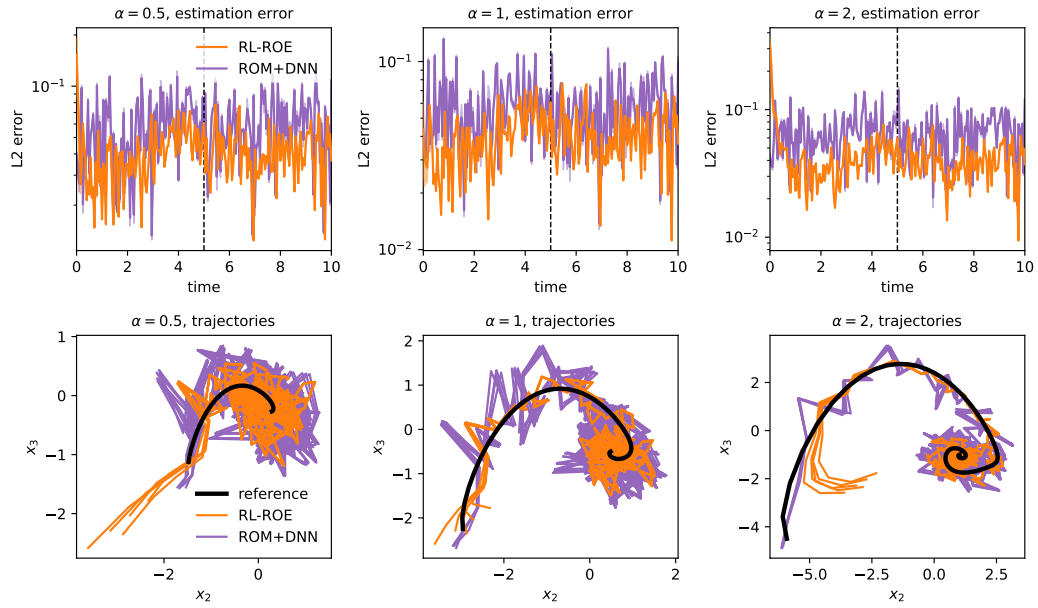 α = 0.5, estimation error
α = 1, estimation error
α = 2, estimation error
L2 error
10⁻¹
RL-ROE
ROM+DNN
0 2 4 6 8 10
time
L2 error
10⁻¹
10⁻²
0 2 4 6 8 10
time
L2 error
10⁻¹
10⁻²
0 2 4 6 8 10
time
α = 0.5, trajectories
α = 1, trajectories
α = 2, trajectories
x₃
1
0
−1
−2
reference
RL-ROE
ROM+DNN
−2 0
x₂
x₃
2
1
0
−1
−2
−2 0 2
x₂
x₃
2
0
−2
−4
−5.0 −2.5 0.0 2.5
x₂